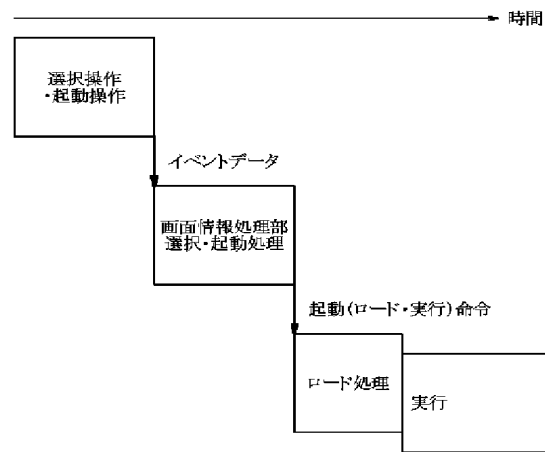 時間
選択操作
・起動操作
イベントデータ
画面情報処理部
選択・起動処理
起動(ロード・実行)命令
ロード処理
実行